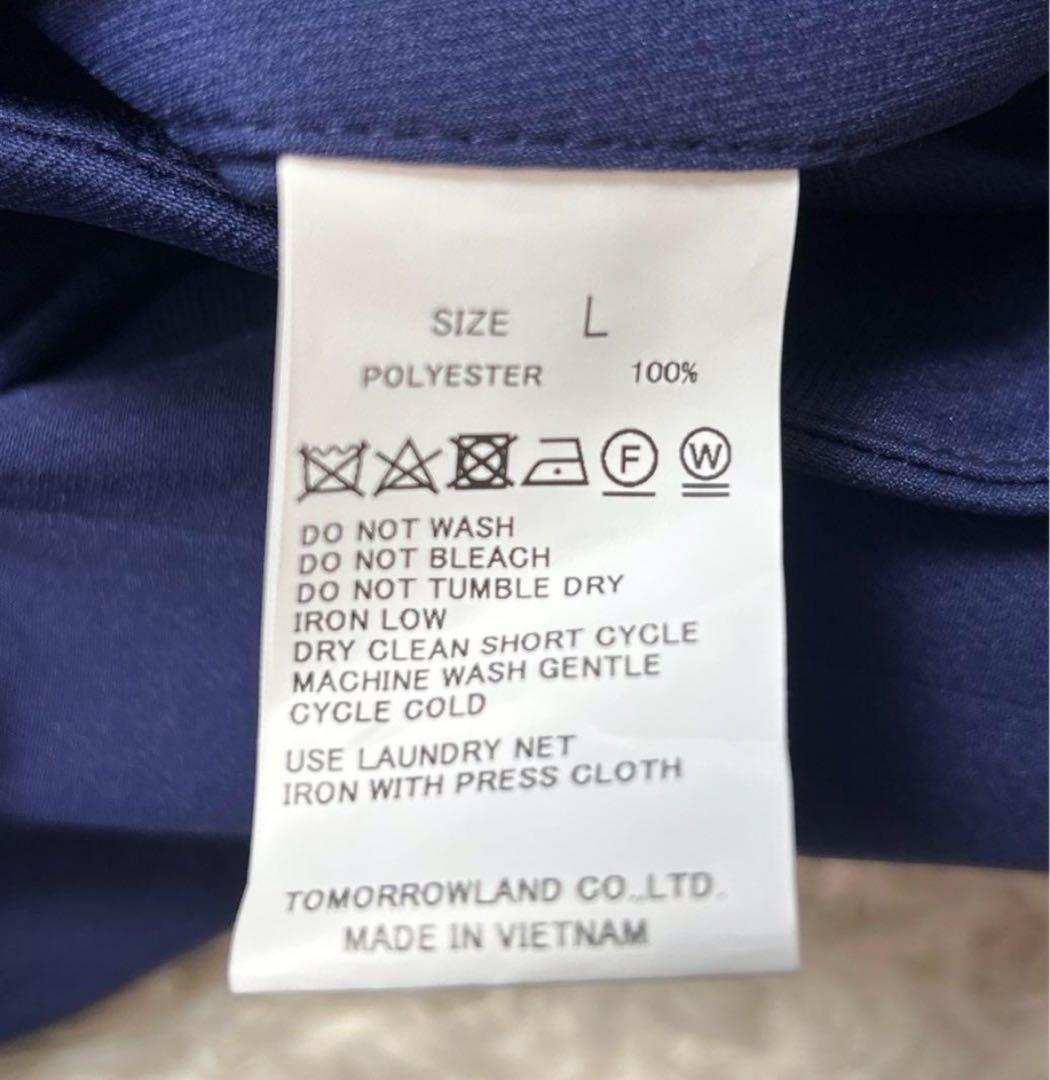 SIZE L
POLYESTER 100%
F W
DO NOT WASH
DO NOT BLEACH
DO NOT TUMBLE DRY
IRON LOW
DRY CLEAN SHORT CYCLE
MACHINE WASH GENTLE
CYCLE COLD
USE LAUNDRY NET
IRON WITH PRESS CLOTH
TOMORROWLAND CO.,LTD.
MADE IN VIETNAM